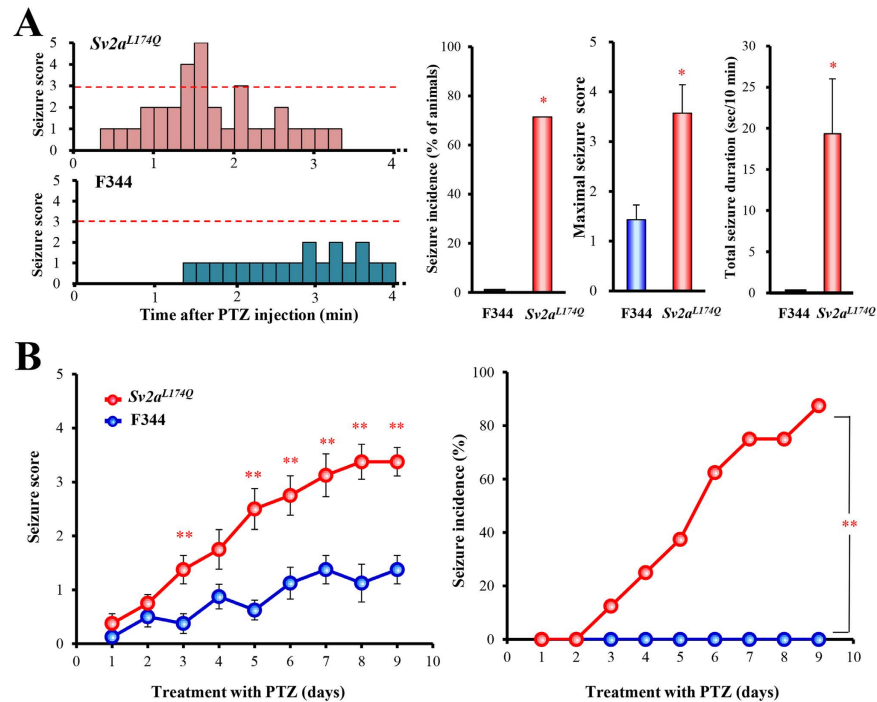 A
Sv2aL174Q
Seizure score
5
4
3
2
1
0
0 1 2 3 4
F344
Seizure score
5
4
3
2
1
0
0 1 2 3 4
Time after PTZ injection (min)
Seizure incidence (% of animals)
100
80
60
40
20
0
*
F344 Sv2aL174Q
Maximal seizure score
5
4
3
2
1
0
*
F344 Sv2aL174Q
Total seizure duration (sec/10 min)
30
25
20
15
10
5
0
*
F344 Sv2aL174Q
B
Seizure score
5
4
3
2
1
0
Sv2aL174Q
F344
** ** ** ** ** **
0 1 2 3 4 5 6 7 8 9 10
Treatment with PTZ (days)
Seizure incidence (%)
100
80
60
40
20
0
**
0 1 2 3 4 5 6 7 8 9 10
Treatment with PTZ (days)